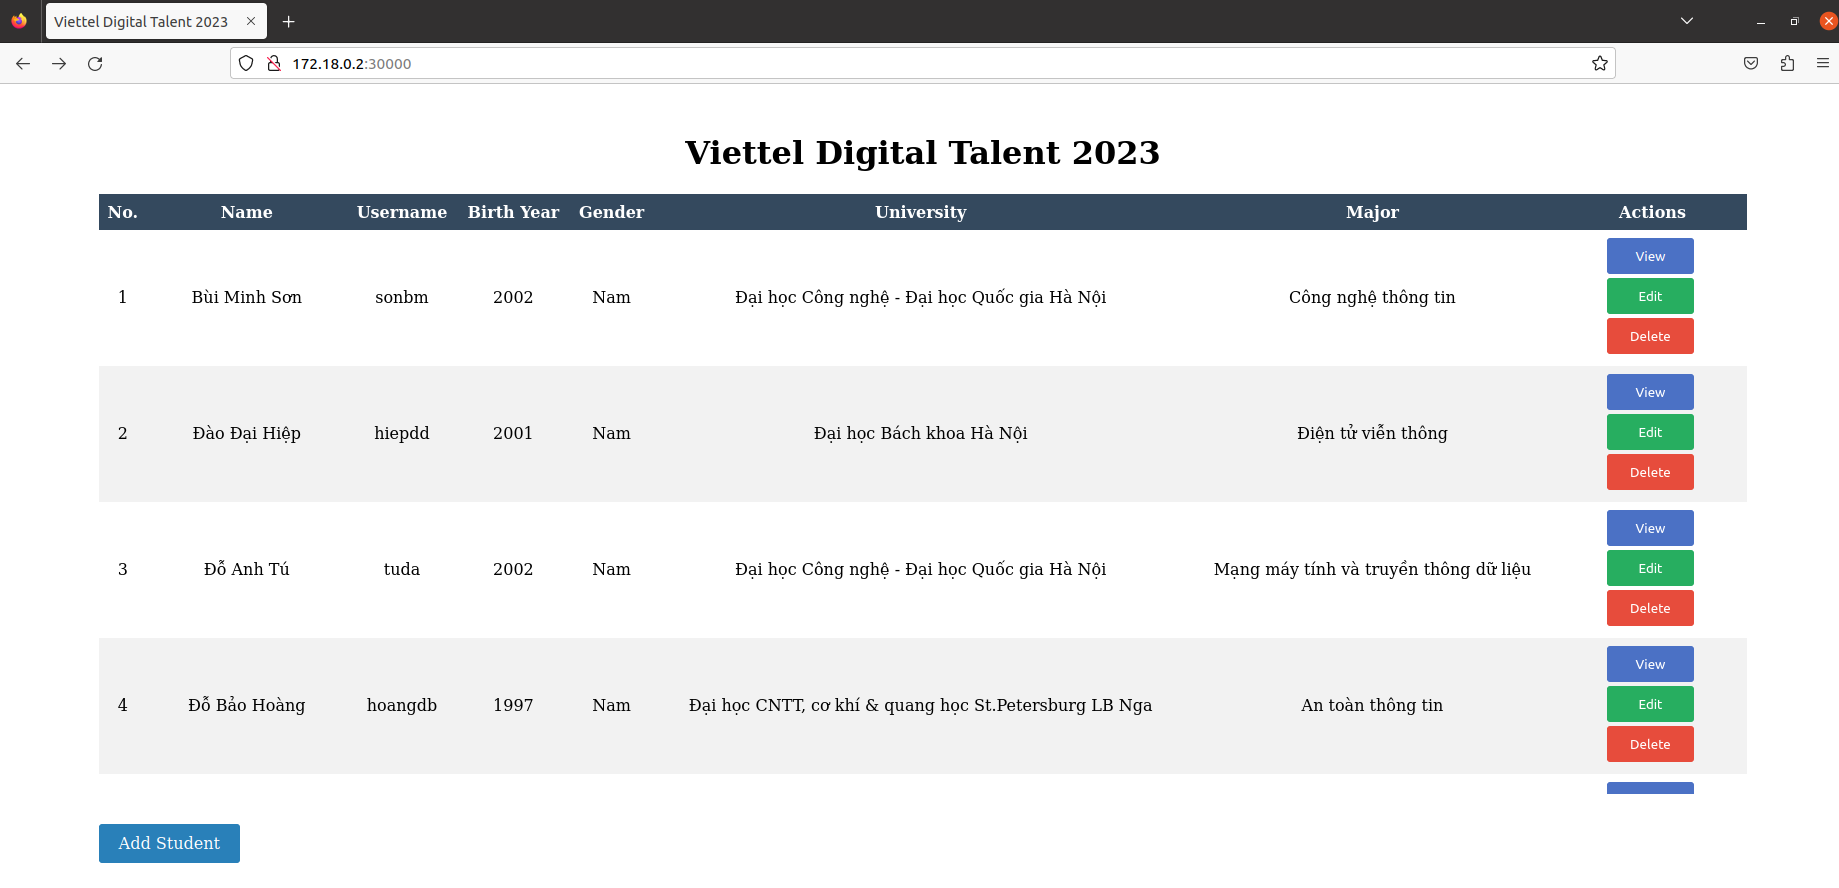 Viettel Digital Talent 2023
172.18.0.2:30000
Viettel Digital Talent 2023
No. Name Username Birth Year Gender University Major Actions
1 Bùi Minh Sơn sonbm 2002 Nam Đại học Công nghệ - Đại học Quốc gia Hà Nội Công nghệ thông tin
View
Edit
Delete
2 Đào Đại Hiệp hiepdd 2001 Nam Đại học Bách khoa Hà Nội Điện tử viễn thông
View
Edit
Delete
3 Đỗ Anh Tú tuda 2002 Nam Đại học Công nghệ - Đại học Quốc gia Hà Nội Mạng máy tính và truyền thông dữ liệu
View
Edit
Delete
4 Đỗ Bảo Hoàng hoangdb 1997 Nam Đại học CNTT, cơ khí & quang học St.Petersburg LB Nga An toàn thông tin
View
Edit
Delete
Add Student